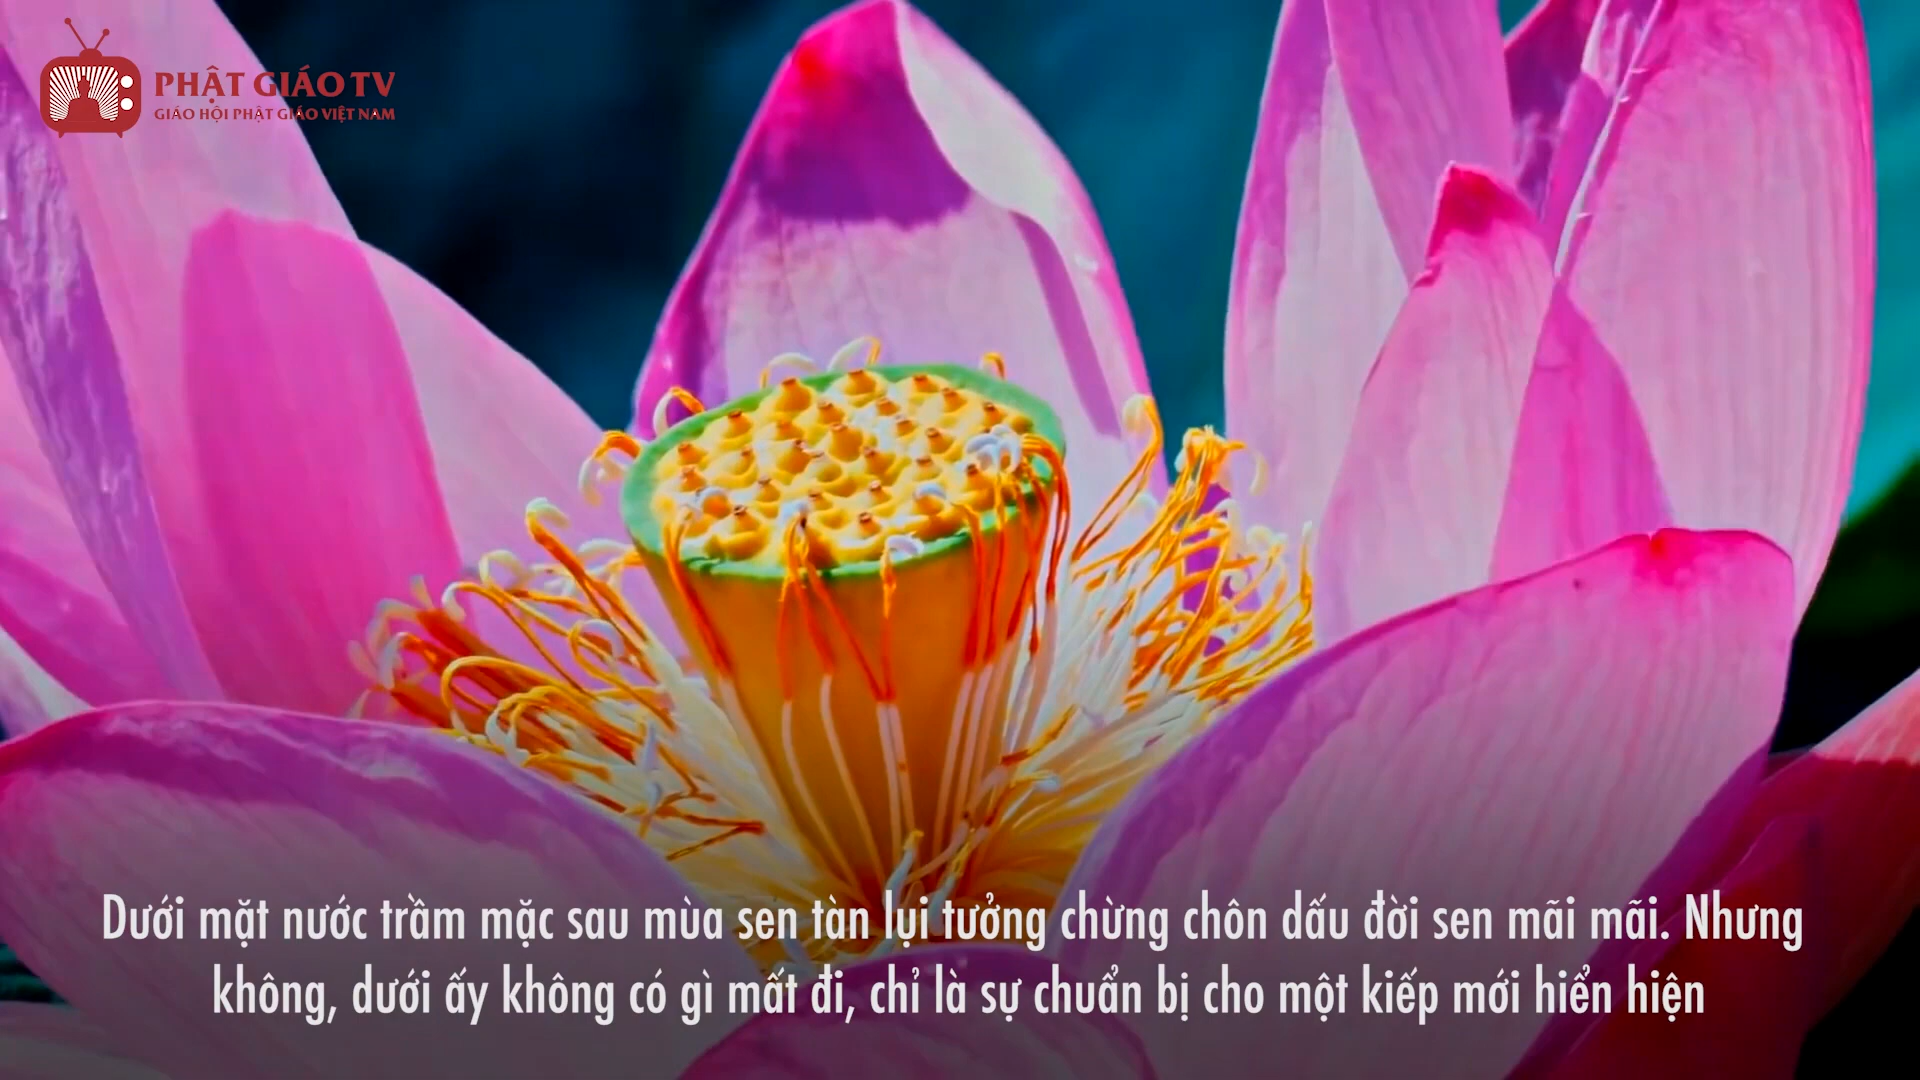 PHẬT GIÁO TV
GIÁO HỘI PHẬT GIÁO VIỆT NAM
Dưới mặt nước trầm mặc sau mùa sen tàn lụi tưởng chừng chôn dấu đời sen mãi mãi. Nhưng
không, dưới ấy không có gì mất đi, chỉ là sự chuẩn bị cho một kiếp mới hiển hiện